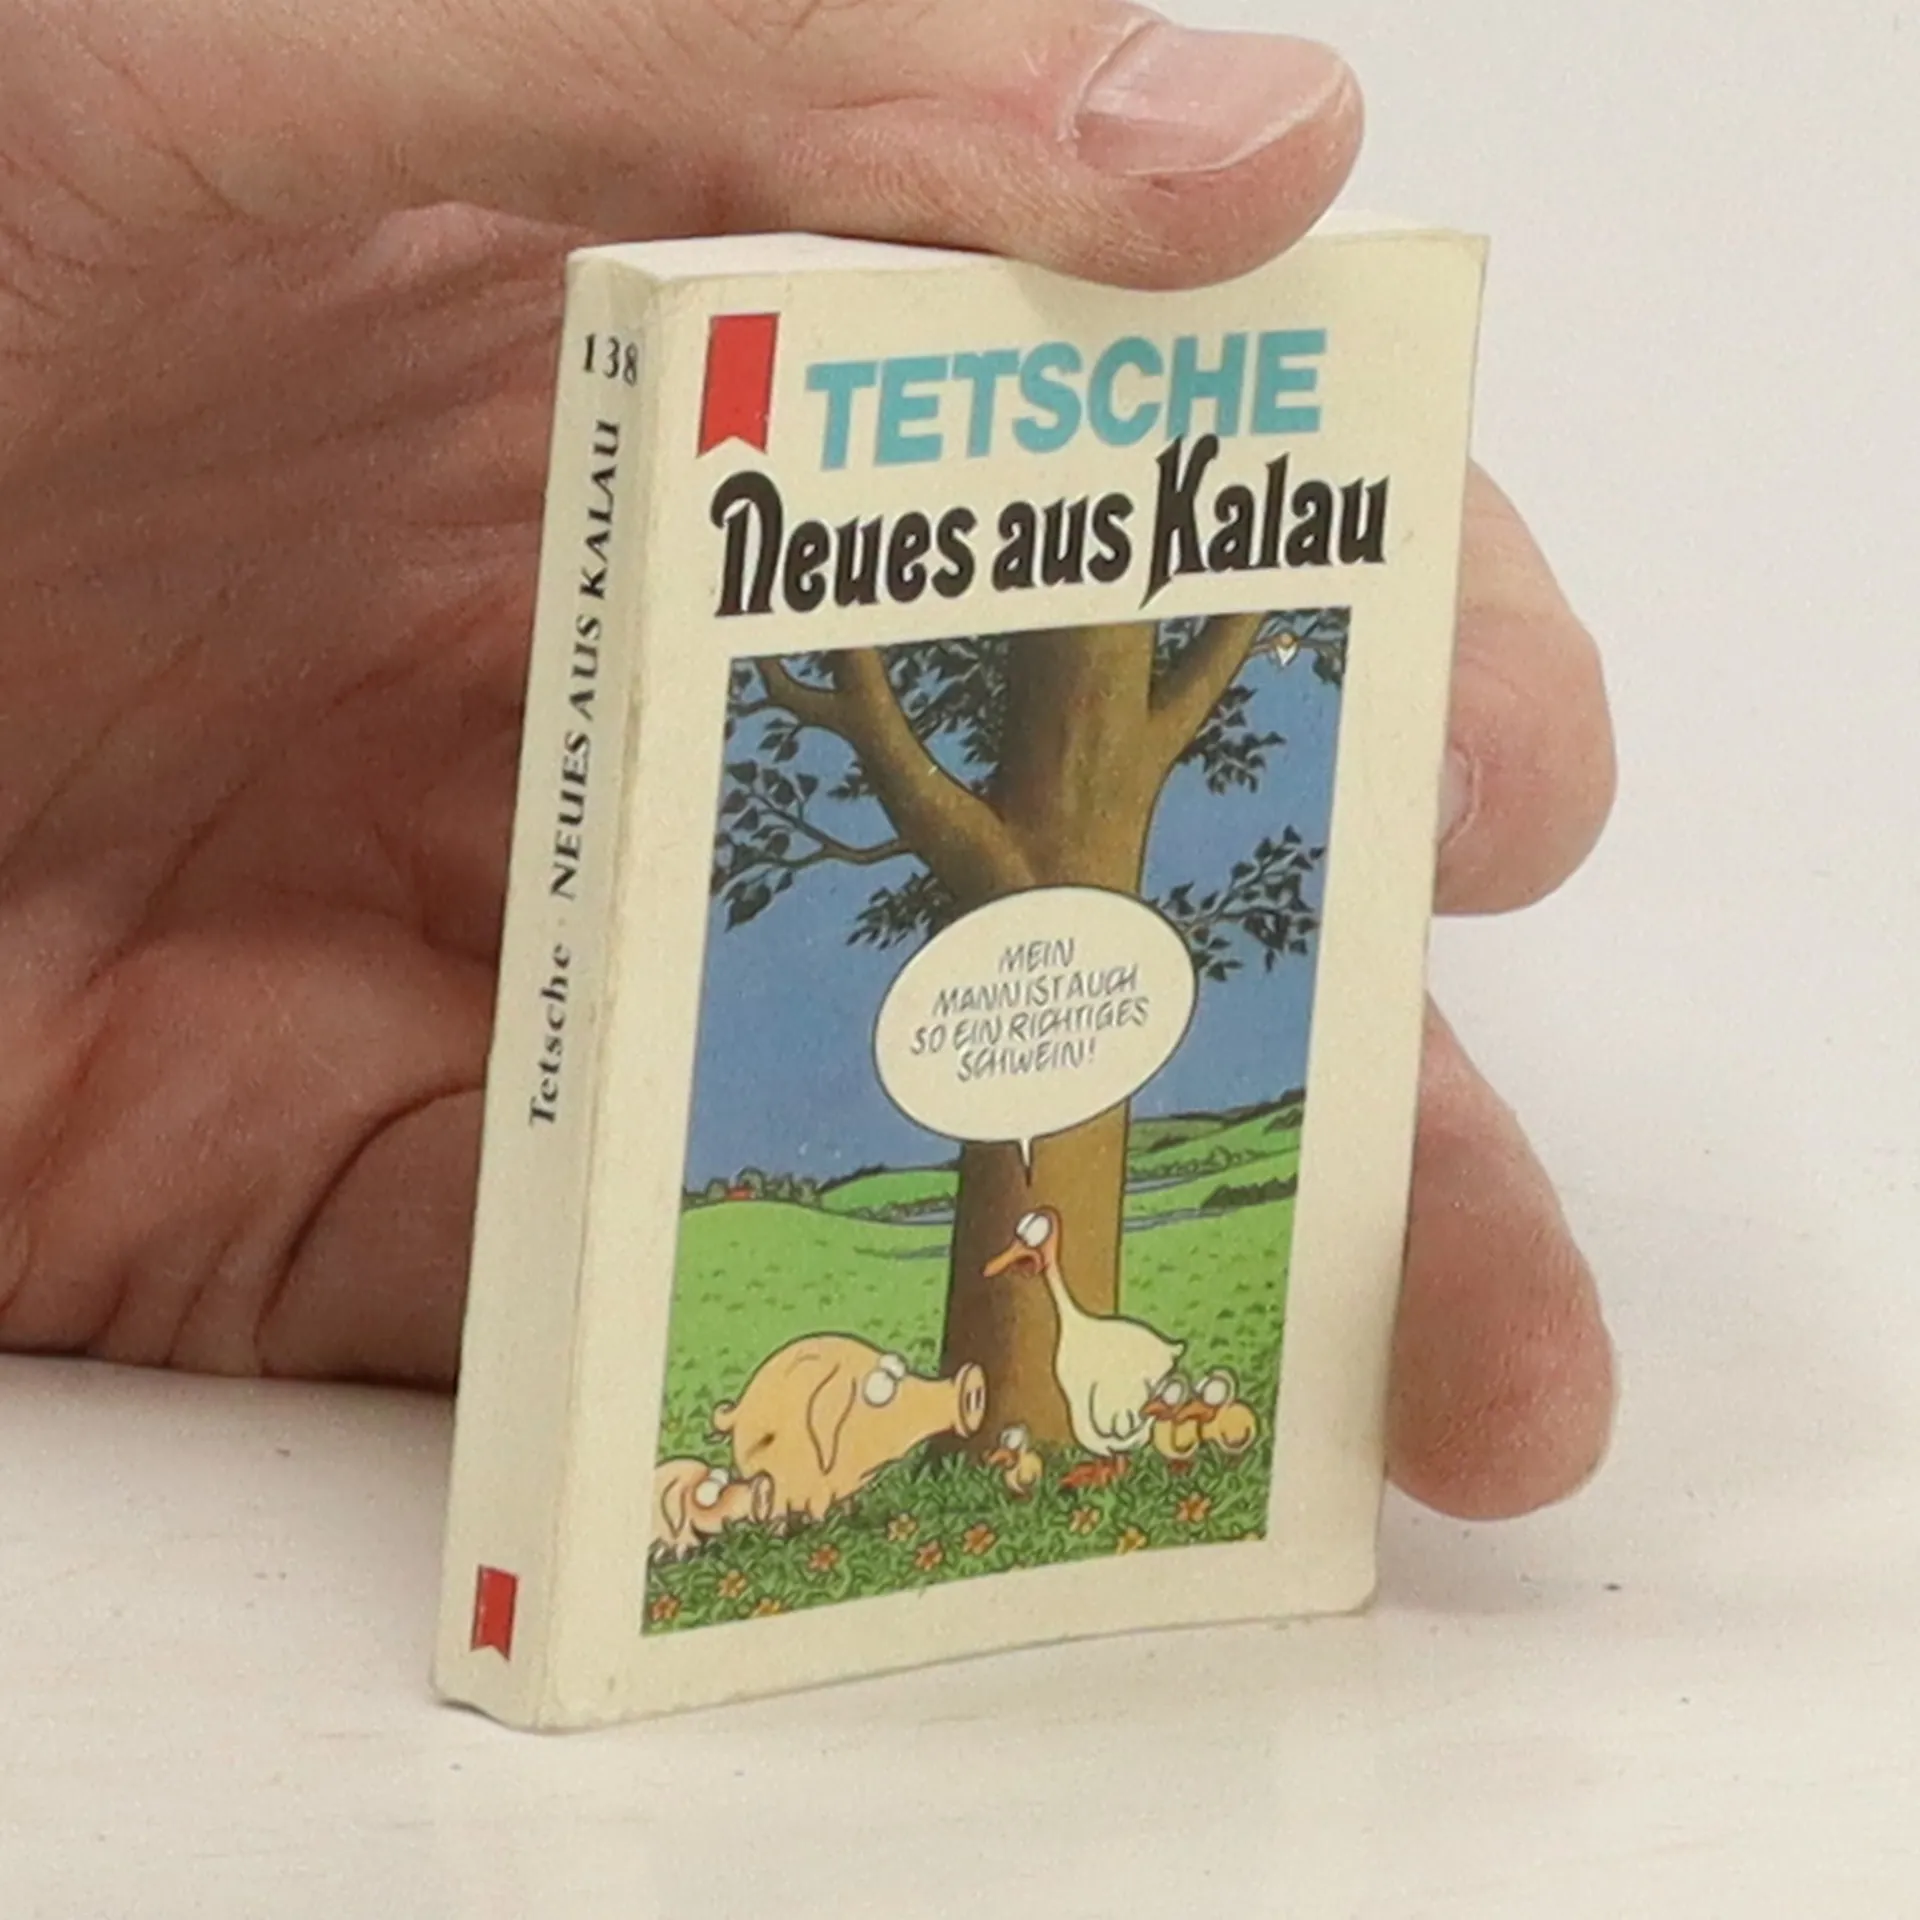 138
Tetsche · NEUES AUS KALAU
TETSCHE
Neues aus Kalau
MEIN
MANN IST AUCH
SO EIN RICHTIGES
SCHWEIN!